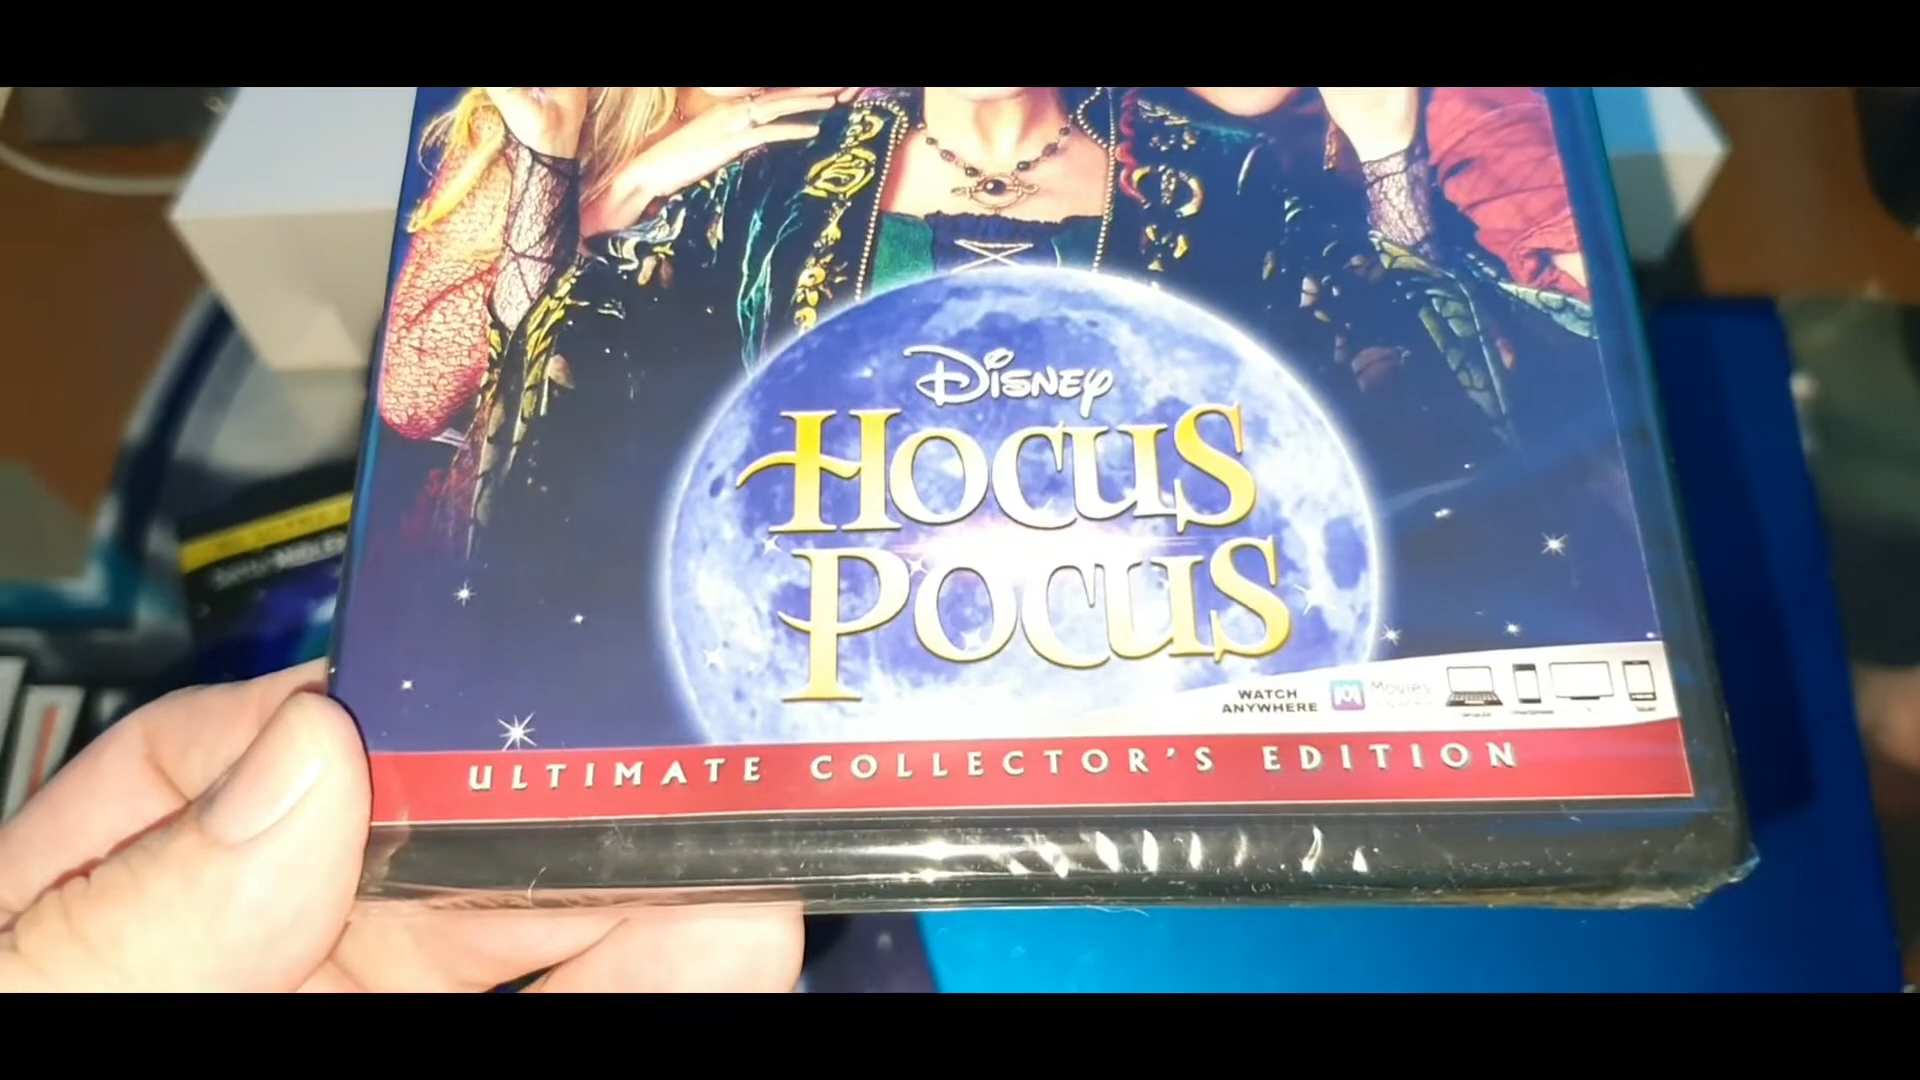 Disney
HOCUS
POCUS
WATCH
ANYWHERE
Movies
ULTIMATE COLLECTOR'S EDITION